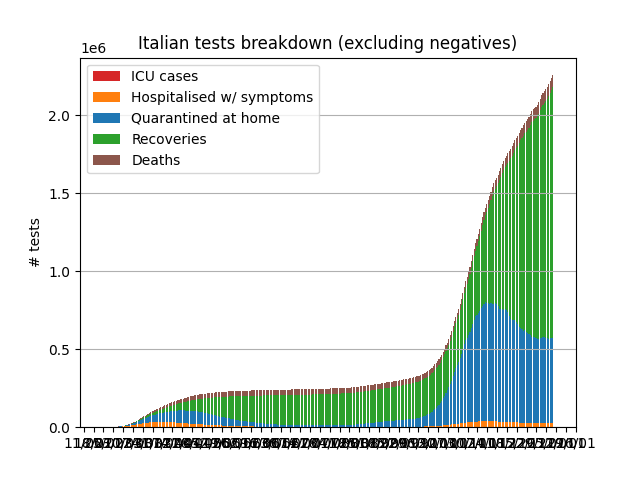 Italian tests breakdown (excluding negatives)
1e6
ICU cases
Hospitalised w/ symptoms
Quarantined at home
Recoveries
Deaths
2.0
1.5
1.0
0.5
0.0
# tests